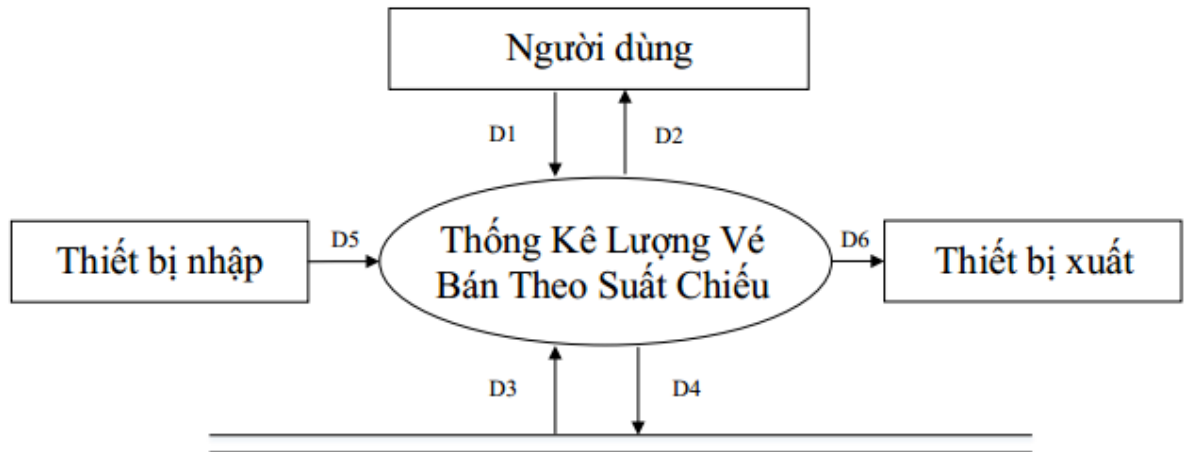 Người dùng
D1
D2
Thiết bị nhập
D5
Thống Kê Lượng Vé
Bán Theo Suất Chiếu
D6
Thiết bị xuất
D3
D4